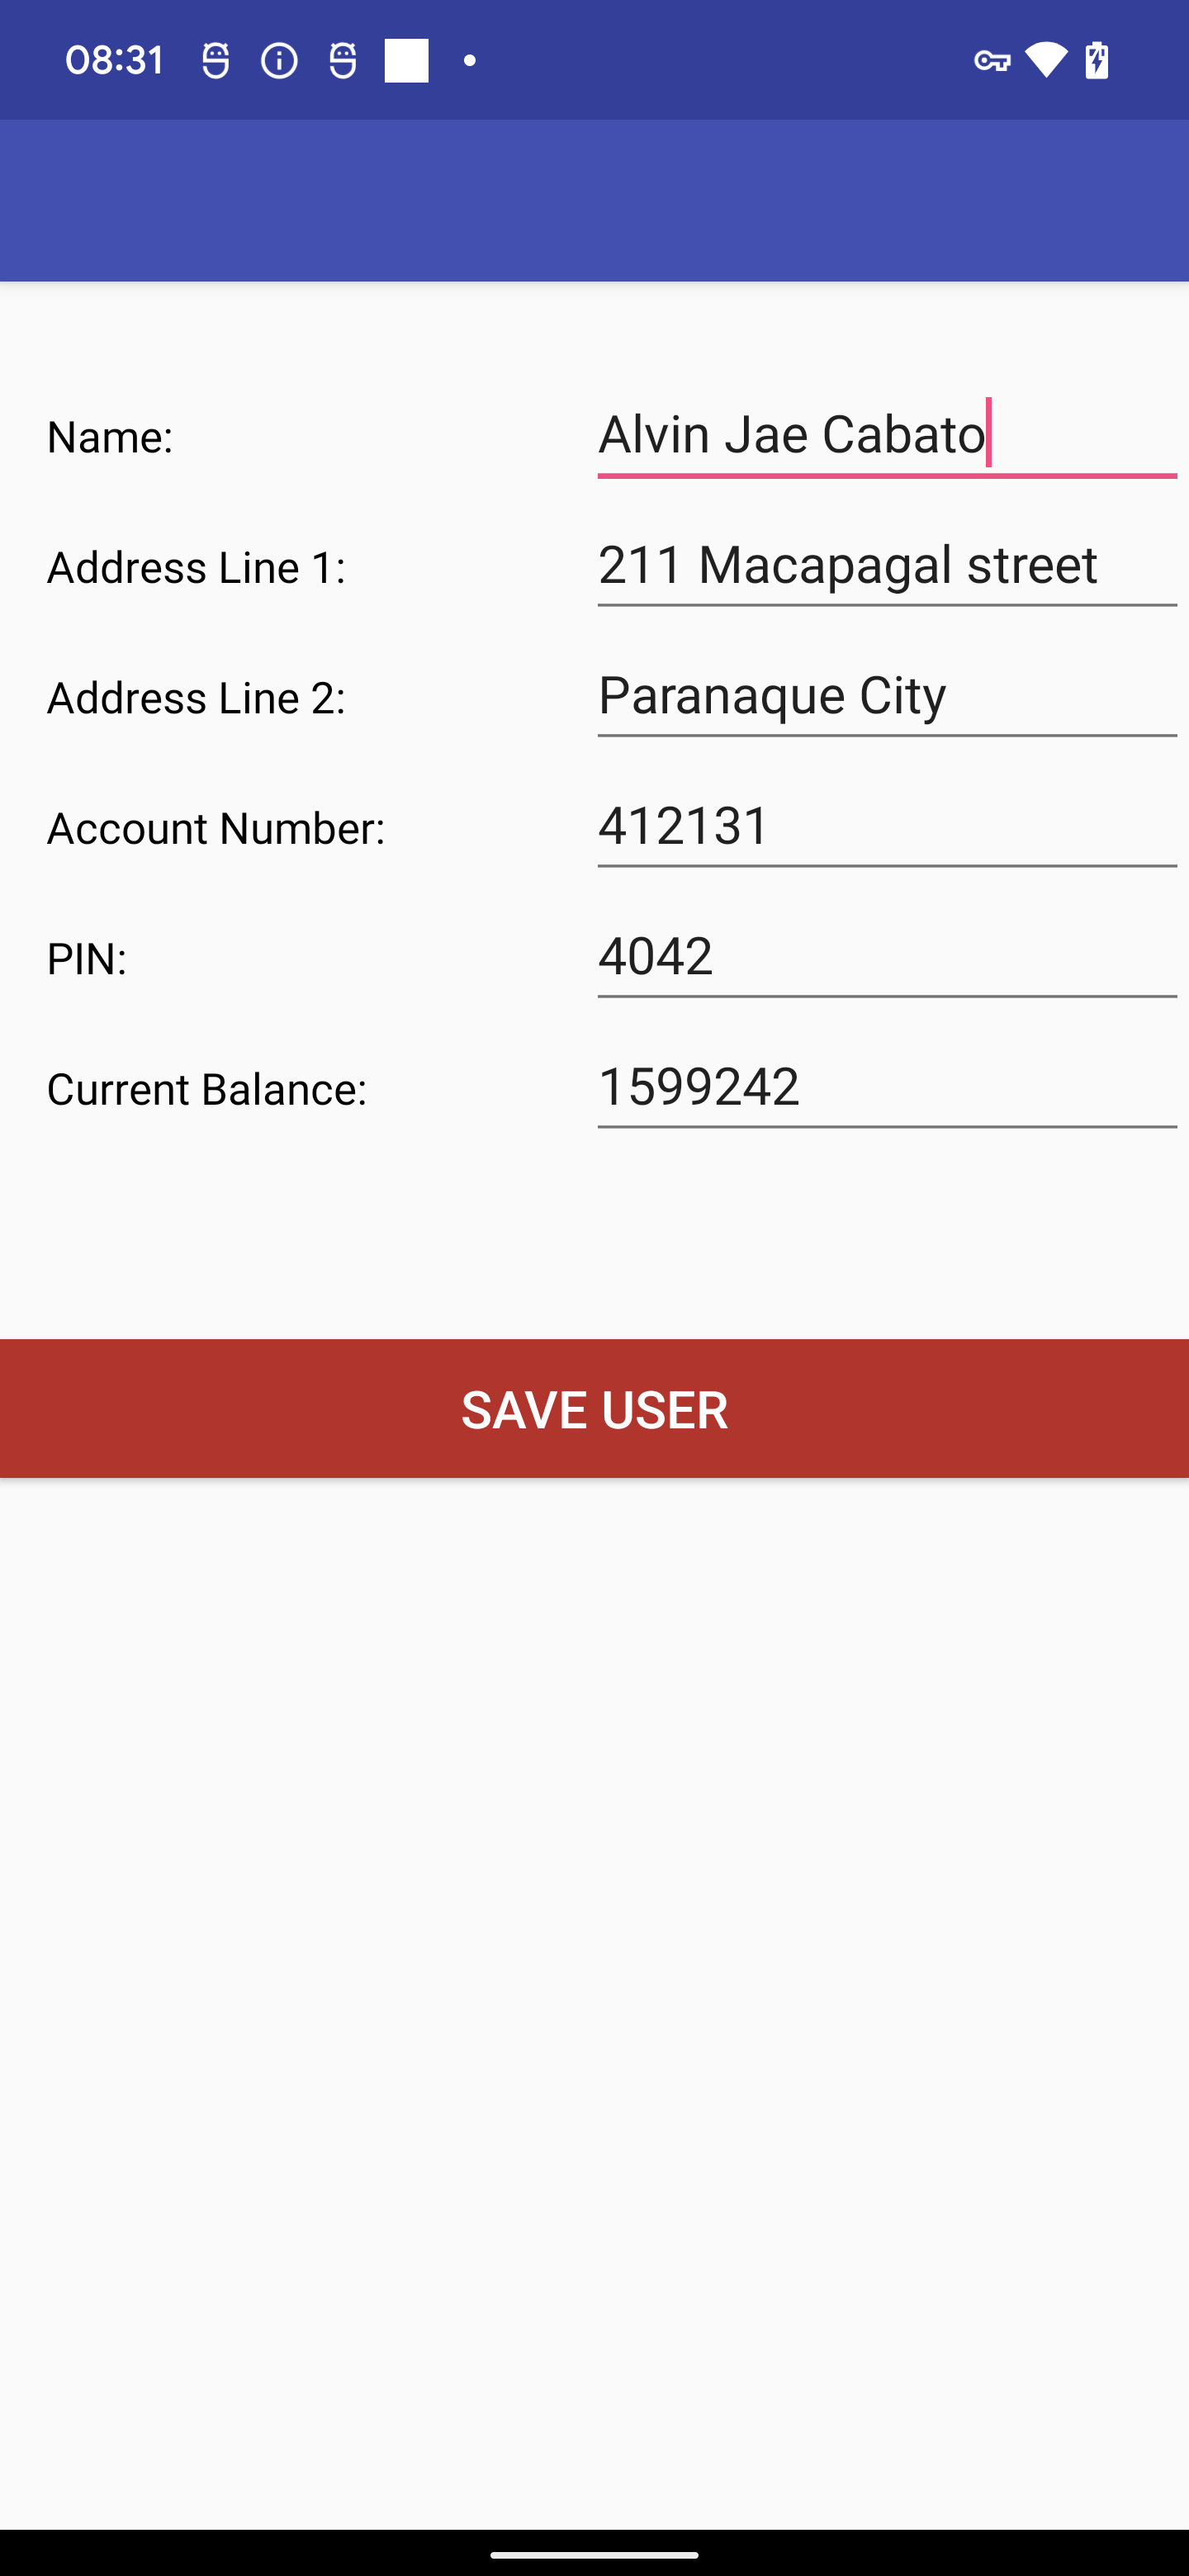 08:31
Name: Alvin Jae Cabato
Address Line 1: 211 Macapagal street
Address Line 2: Paranaque City
Account Number: 412131
PIN: 4042
Current Balance: 1599242
SAVE USER